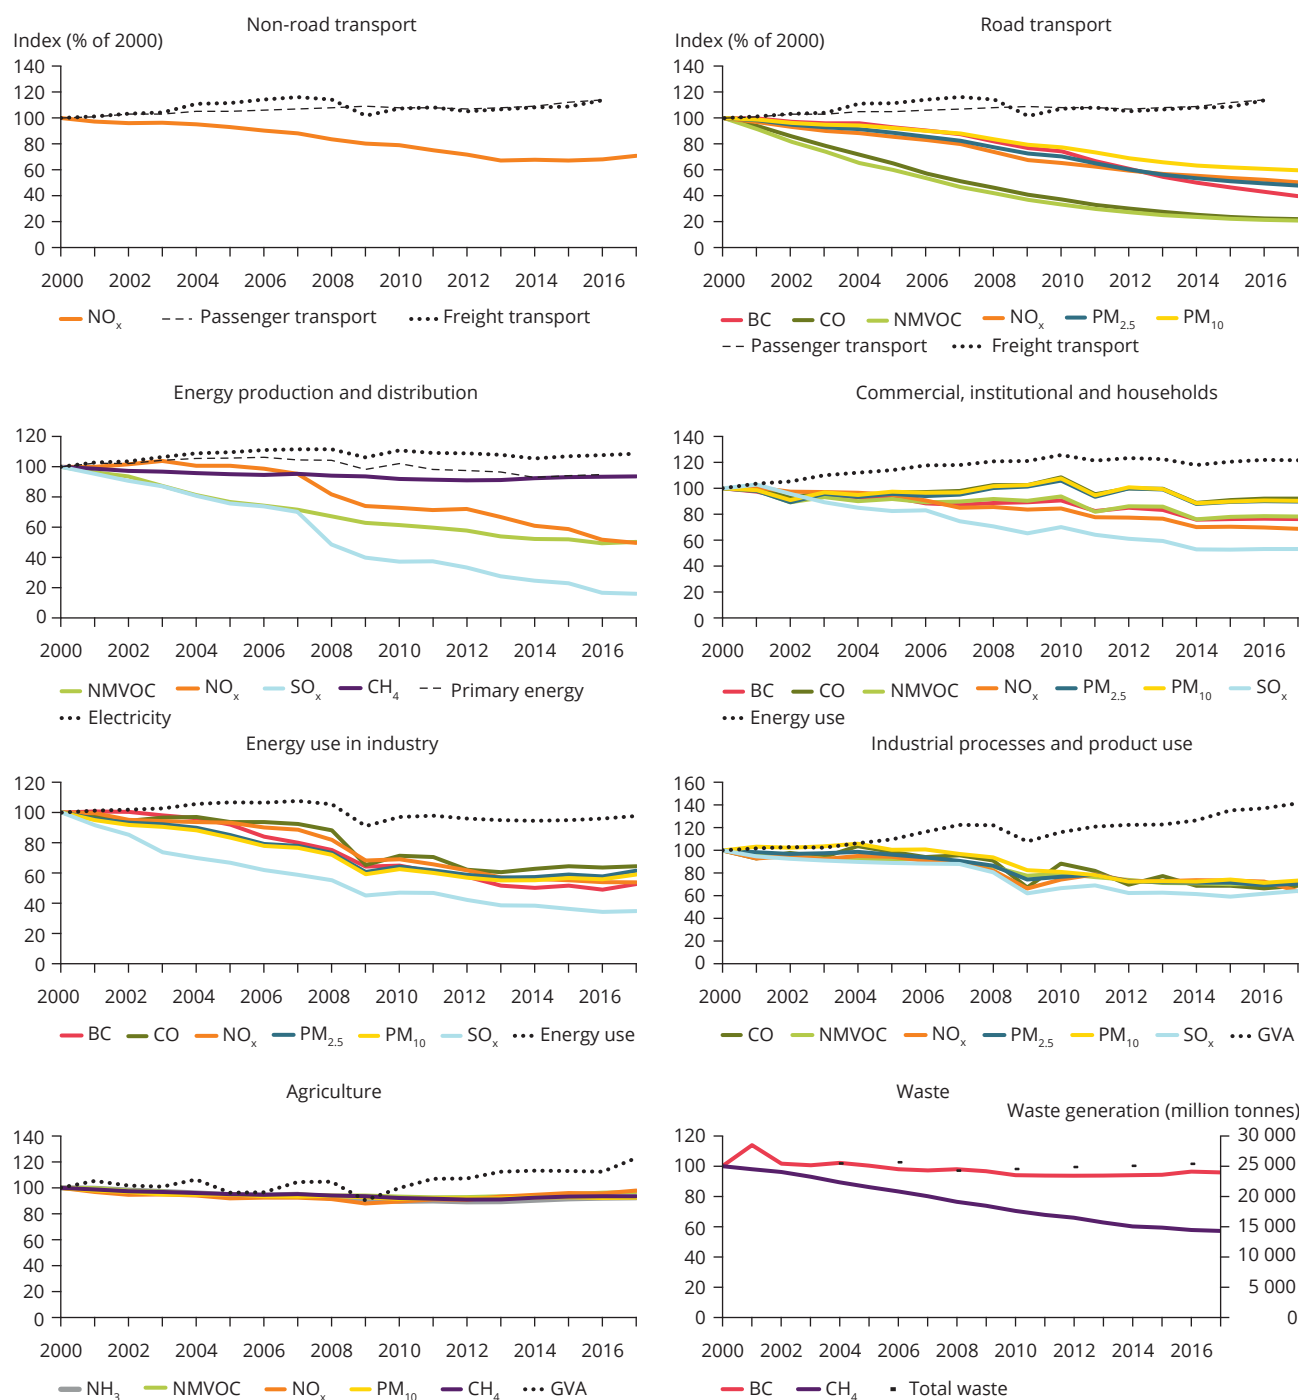 Non-road transport
Index (% of 2000)
140
120
100
80
60
40
20
0
2000 2002 2004 2006 2008 2010 2012 2014 2016
NOx Passenger transport Freight transport
Road transport
Index (% of 2000)
140
120
100
80
60
40
20
0
2000 2002 2004 2006 2008 2010 2012 2014 2016
BC CO NMVOC NOx PM2.5 PM10
Passenger transport Freight transport
Energy production and distribution
120
100
80
60
40
20
0
2000 2002 2004 2006 2008 2010 2012 2014 2016
NMVOC NOx SOx CH4 Primary energy
Electricity
Commercial, institutional and households
140
120
100
80
60
40
20
0
2000 2002 2004 2006 2008 2010 2012 2014 2016
BC CO NMVOC NOx PM2.5 PM10 SOx
Energy use
Energy use in industry
120
100
80
60
40
20
0
2000 2002 2004 2006 2008 2010 2012 2014 2016
BC CO NOx PM2.5 PM10 SOx Energy use
Industrial processes and product use
160
140
120
100
80
60
40
20
0
2000 2002 2004 2006 2008 2010 2012 2014 2016
CO NMVOC NOx PM2.5 PM10 SOx GVA
Agriculture
140
120
100
80
60
40
20
0
2000 2002 2004 2006 2008 2010 2012 2014 2016
NH3 NMVOC NOx PM10 CH4 GVA
Waste
Waste generation (million tonnes)
120 30 000
100 25 000
80 20 000
60 15 000
40 10 000
20 5 000
0 0
2000 2002 2004 2006 2008 2010 2012 2014 2016
BC CH4 Total waste